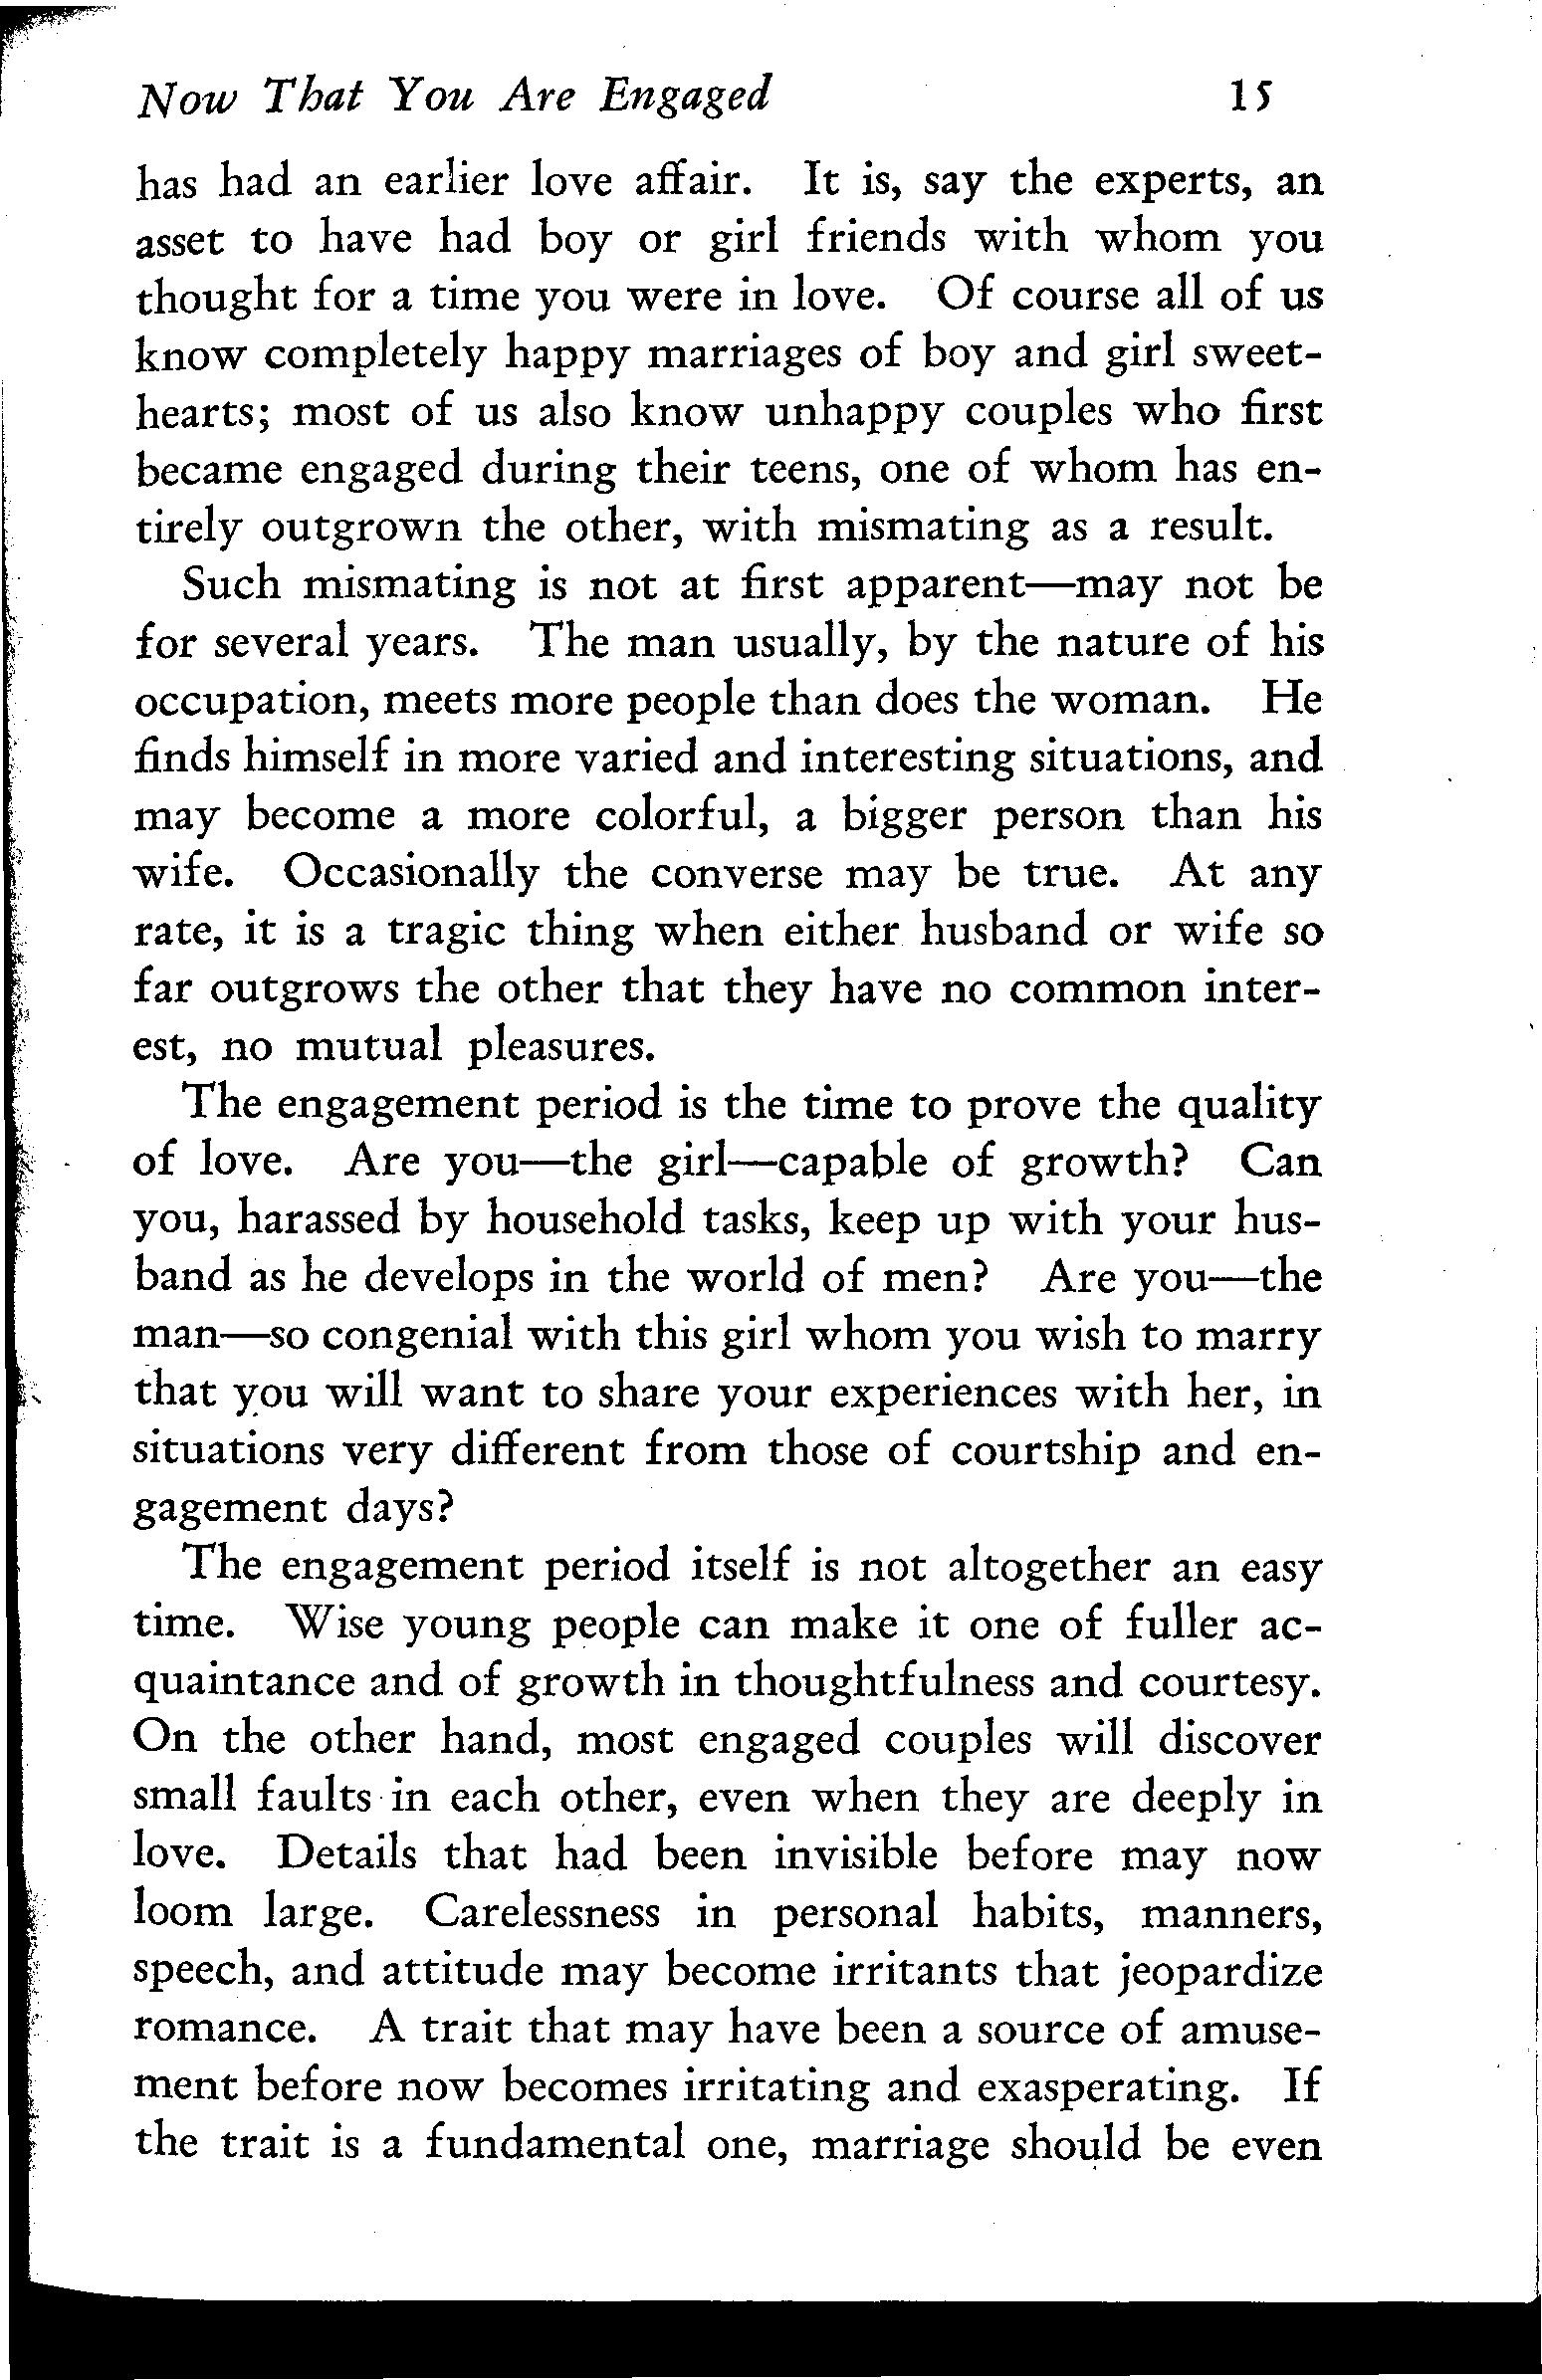 Now That You Are Engaged 15
has had an earlier love affair. It is, say the experts, an
asset to have had boy or girl friends with whom you
thought for a time you were in love. Of course all of us
know completely happy marriages of boy and girl sweet-
hearts; most of us also know unhappy couples who first
became engaged during their teens, one of whom has en-
tirely outgrown the other, with mismating as a result.
Such mismating is not at first apparent—may not be
for several years. The man usually, by the nature of his
occupation, meets more people than does the woman. He
finds himself in more varied and interesting situations, and
may become a more colorful, a bigger person than his
wife. Occasionally the converse may be true. At any
rate, it is a tragic thing when either husband or wife so
far outgrows the other that they have no common inter-
est, no mutual pleasures.
The engagement period is the time to prove the quality
of love. Are you—the girl—capable of growth? Can
you, harassed by household tasks, keep up with your hus-
band as he develops in the world of men? Are you—the
man—so congenial with this girl whom you wish to marry
that you will want to share your experiences with her, in
situations very different from those of courtship and en-
gagement days?
The engagement period itself is not altogether an easy
time. Wise young people can make it one of fuller ac-
quaintance and of growth in thoughtfulness and courtesy.
On the other hand, most engaged couples will discover
small faults in each other, even when they are deeply in
love. Details that had been invisible before may now
loom large. Carelessness in personal habits, manners,
speech, and attitude may become irritants that jeopardize
romance. A trait that may have been a source of amuse-
ment before now becomes irritating and exasperating. If
the trait is a fundamental one, marriage should be even